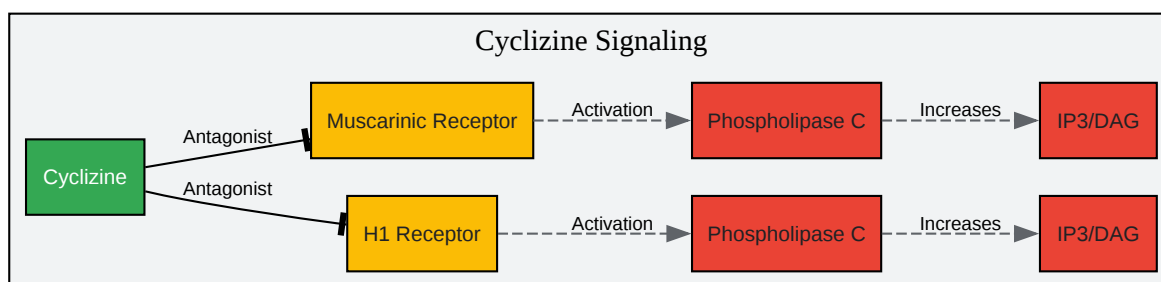 Cyclizine Signaling
Muscarinic Receptor
Activation
Phospholipase C
Increases
IP3/DAG
Antagonist
Cyclizine
Antagonist
H1 Receptor
Activation
Phospholipase C
Increases
IP3/DAG